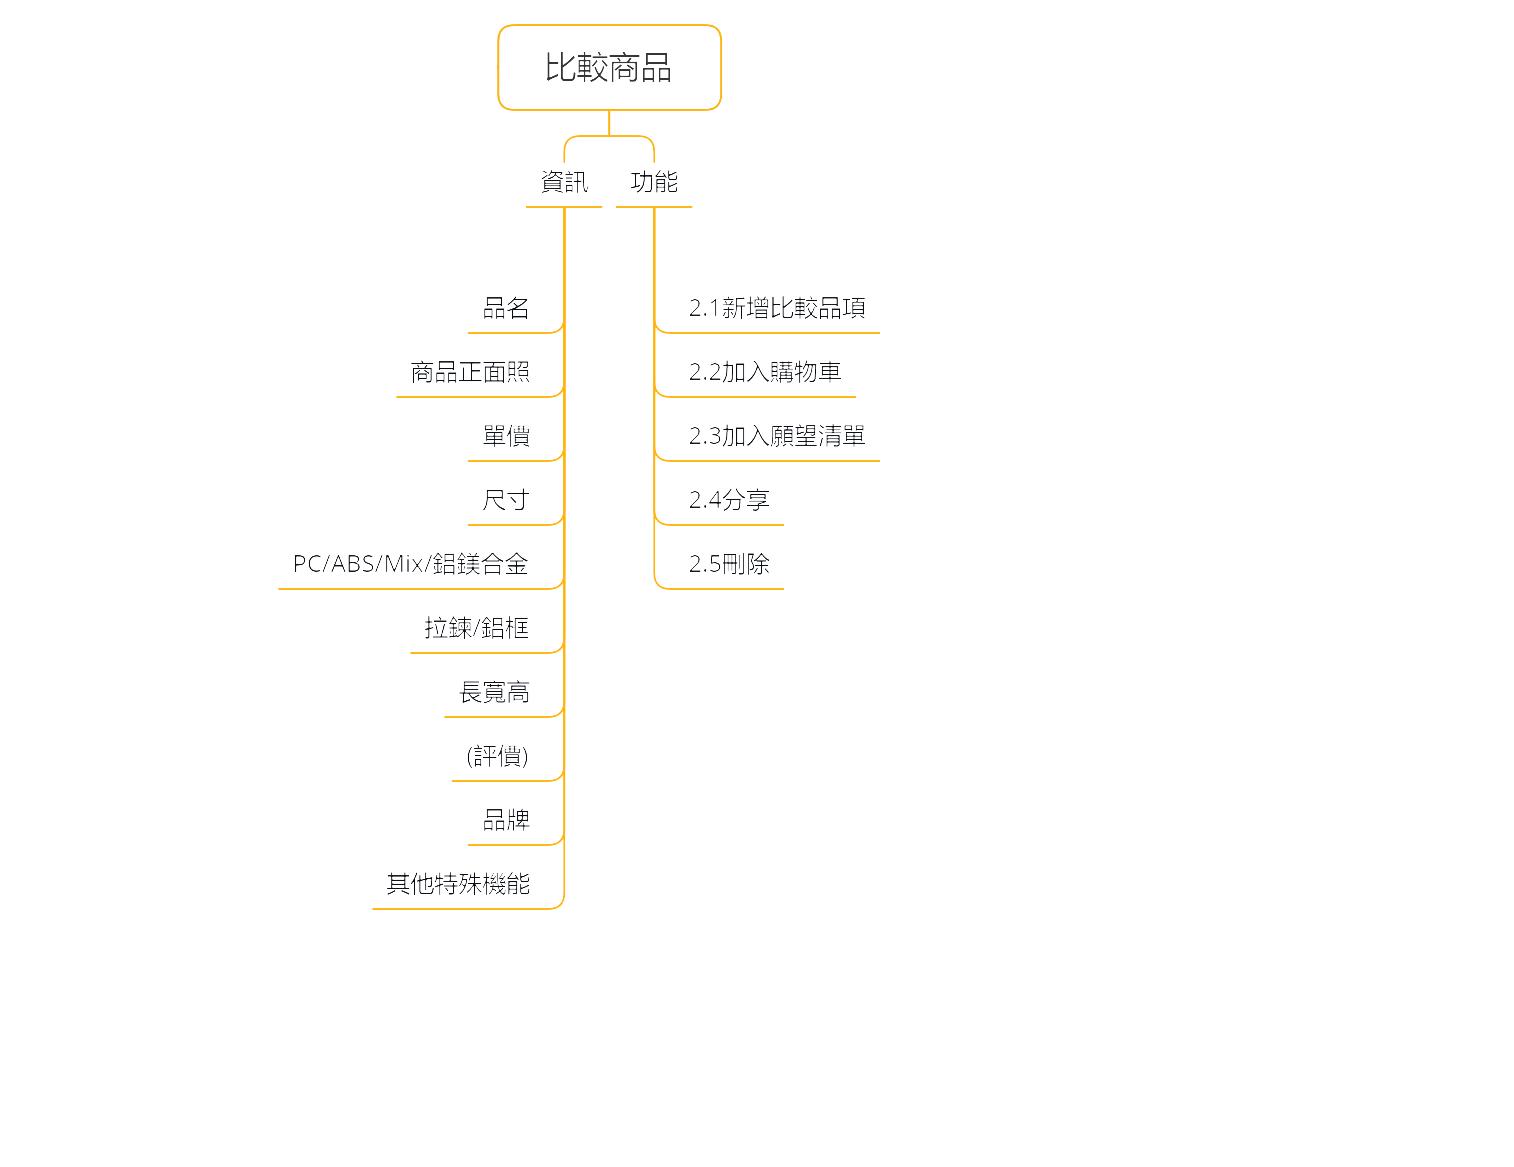 比較商品
資訊
功能
品名
商品正面照
單價
尺寸
PC/ABS/Mix/鋁鎂合金
拉鍊/鋁框
長寬高
(評價)
品牌
其他特殊機能
2.1新增比較品項
2.2加入購物車
2.3加入願望清單
2.4分享
2.5刪除